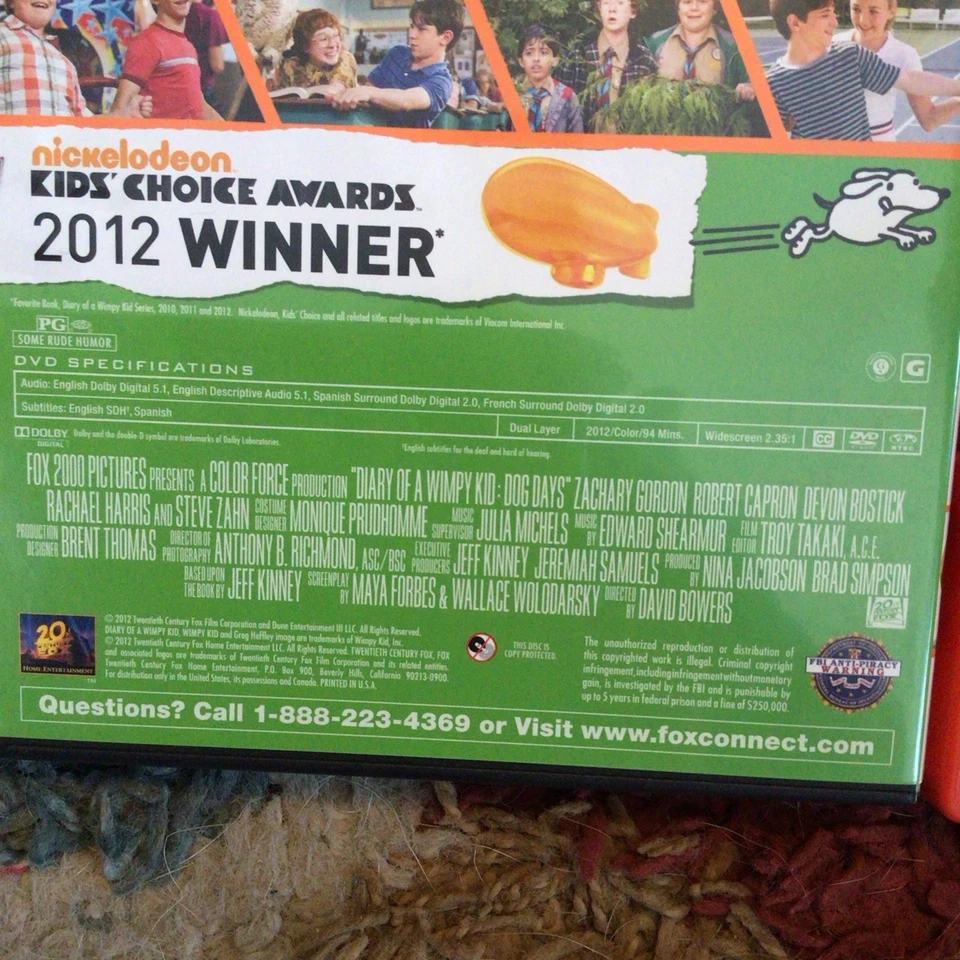 nickelodeon
KIDS' CHOICE AWARDS™
2012 WINNER*
*Favorite Book, Diary of a Wimpy Kid Series, 2010, 2011 and 2012. Nickelodeon, Kids' Choice and all related titles and logos are trademarks of Viacom International Inc.
PG
SOME RUDE HUMOR
G
DVD SPECIFICATIONS
Audio: English Dolby Digital 5.1, English Descriptive Audio 5.1, Spanish Surround Dolby Digital 2.0, French Surround Dolby Digital 2.0
Subtitles: English SDH†, Spanish
Dual Layer 2012/Color/94 Mins. Widescreen 2.35:1 CC DVD NTSC
DOLBY DIGITAL Dolby and the double-D symbol are trademarks of Dolby Laboratories.
†English subtitles for the deaf and hard of hearing.
FOX 2000 PICTURES PRESENTS A COLOR FORCE PRODUCTION "DIARY OF A WIMPY KID : DOG DAYS" ZACHARY GORDON ROBERT CAPRON DEVON BOSTICK
RACHAEL HARRIS AND STEVE ZAHN COSTUME DESIGNER MONIQUE PRUDHOMME MUSIC SUPERVISOR JULIA MICHELS MUSIC BY EDWARD SHEARMUR FILM EDITOR TROY TAKAKI, A.C.E.
PRODUCTION DESIGNER BRENT THOMAS DIRECTOR OF PHOTOGRAPHY ANTHONY B. RICHMOND, ASC/BSC EXECUTIVE PRODUCERS JEFF KINNEY JEREMIAH SAMUELS PRODUCED BY NINA JACOBSON BRAD SIMPSON
BASED UPON THE BOOK BY JEFF KINNEY SCREENPLAY BY MAYA FORBES & WALLACE WOLODARSKY DIRECTED BY DAVID BOWERS
20th CENTURY FOX
HOME ENTERTAINMENT
TM
© 2012 Twentieth Century Fox Film Corporation and Dune Entertainment III LLC. All Rights Reserved.
DIARY OF A WIMPY KID, WIMPY KID and Greg Heffley image are trademarks of Wimpy Kid, Inc.
© 2012 Twentieth Century Fox Home Entertainment LLC. All Rights Reserved. TWENTIETH CENTURY FOX, FOX
and associated logos are trademarks of Twentieth Century Fox Film Corporation and its related entities.
Twentieth Century Fox Home Entertainment, P.O. Box 900, Beverly Hills, California 90213-0900.
For distribution only in the United States, its possessions and Canada. PRINTED IN U.S.A.
THIS DISC IS
COPY PROTECTED.
The unauthorized reproduction or distribution of
this copyrighted work is illegal. Criminal copyright
infringement, including infringement without monetary
gain, is investigated by the FBI and is punishable by
up to 5 years in federal prison and a fine of $250,000.
FBI ANTI-PIRACY
WARNING
Questions? Call 1-888-223-4369 or Visit www.foxconnect.com